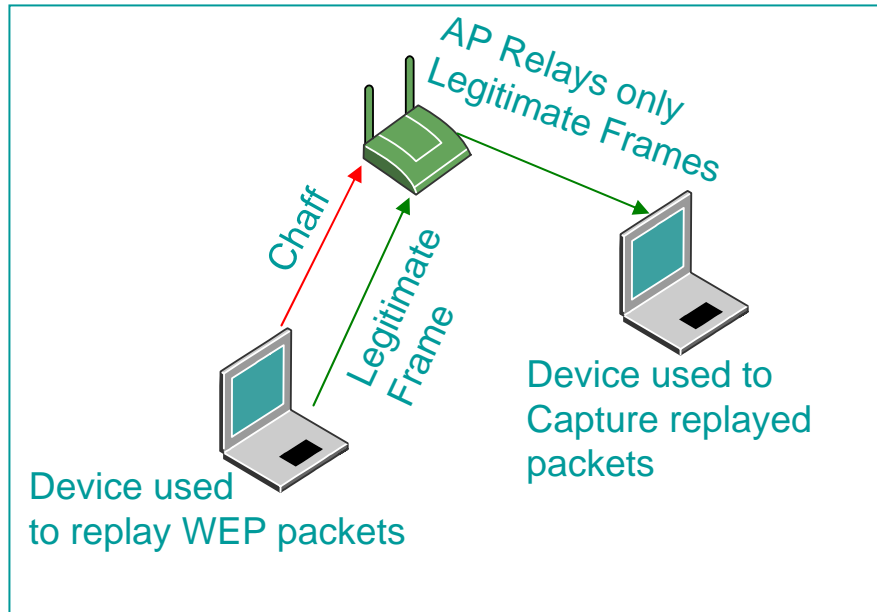 AP Relays only
Legitimate Frames
Chaff
Legitimate
Frame
Device used to
Capture replayed
packets
Device used
to replay WEP packets